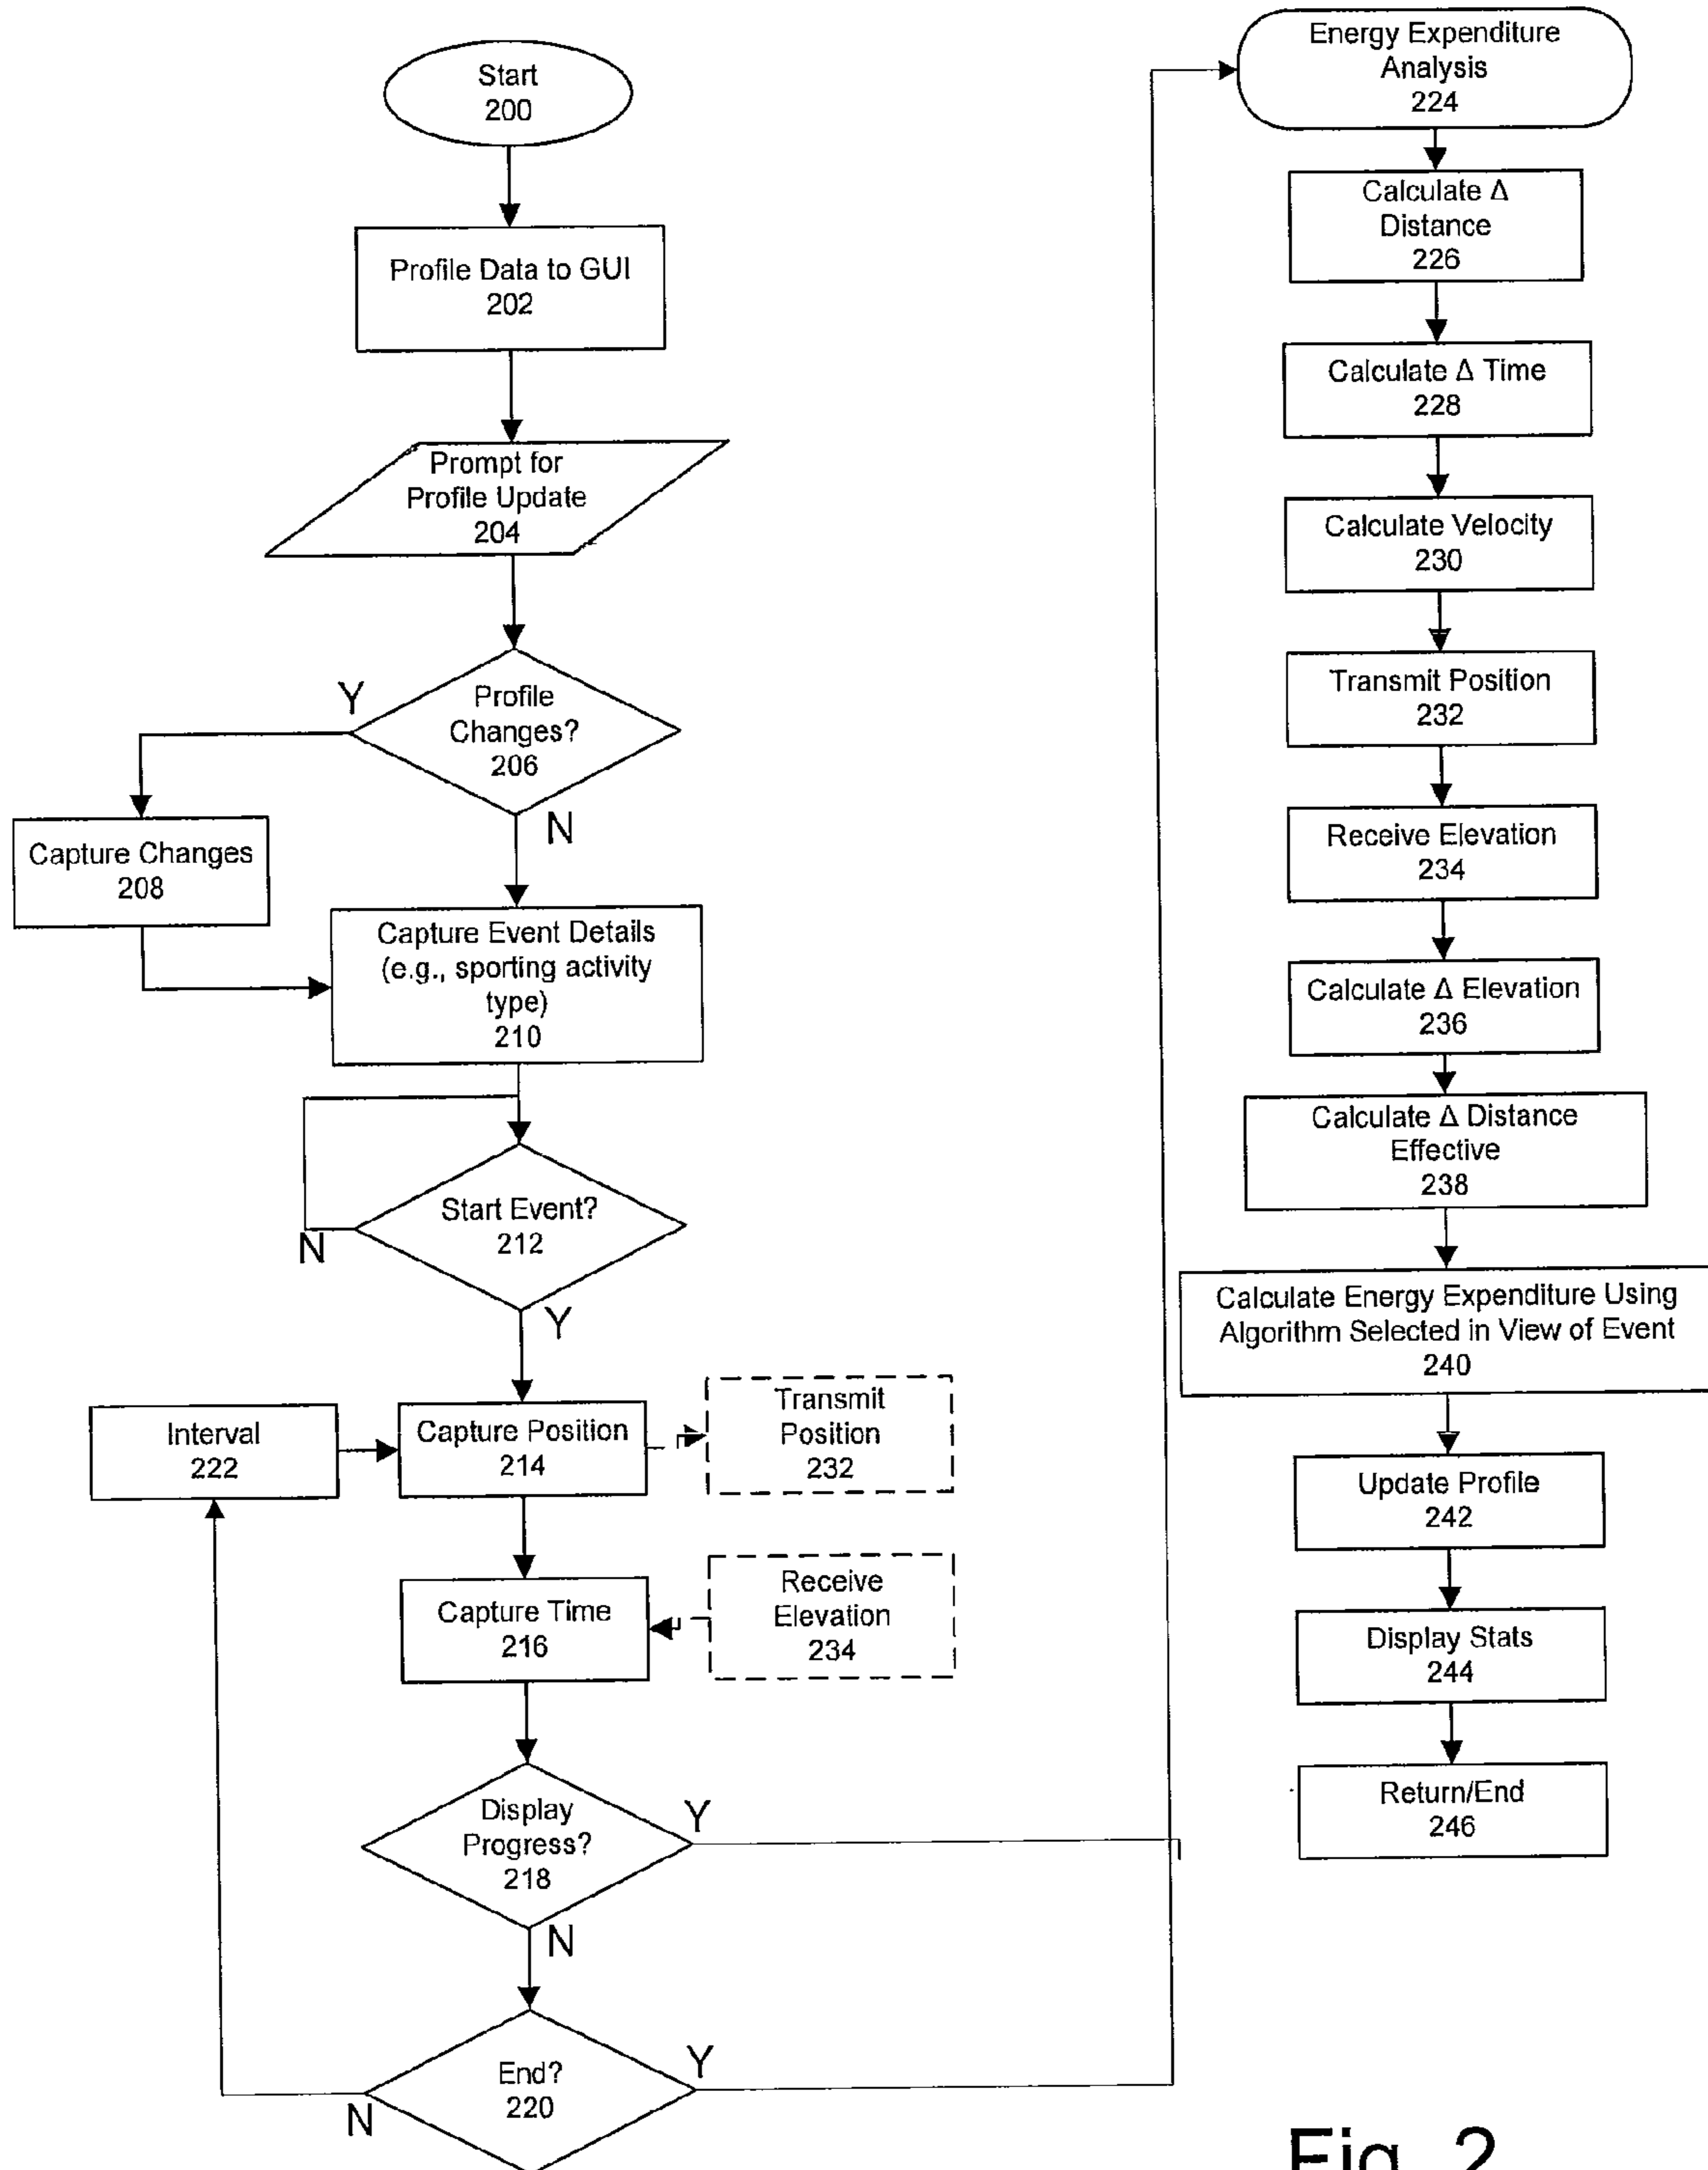 Start
200
Profile Data to GUI
202
Prompt for
Profile Update
204
Profile
Changes?
206
Y
N
Capture Changes
208
Capture Event Details
(e.g., sporting activity
type)
210
Start Event?
212
N
Y
Interval
222
Capture Position
214
Transmit
Position
232
Capture Time
216
Receive
Elevation
234
Display
Progress?
218
Y
N
End?
220
Y
N
Energy Expenditure
Analysis
224
Calculate Δ
Distance
226
Calculate Δ Time
228
Calculate Velocity
230
Transmit Position
232
Receive Elevation
234
Calculate Δ Elevation
236
Calculate Δ Distance
Effective
238
Calculate Energy Expenditure Using
Algorithm Selected in View of Event
240
Update Profile
242
Display Stats
244
Return/End
246
Fig. 2